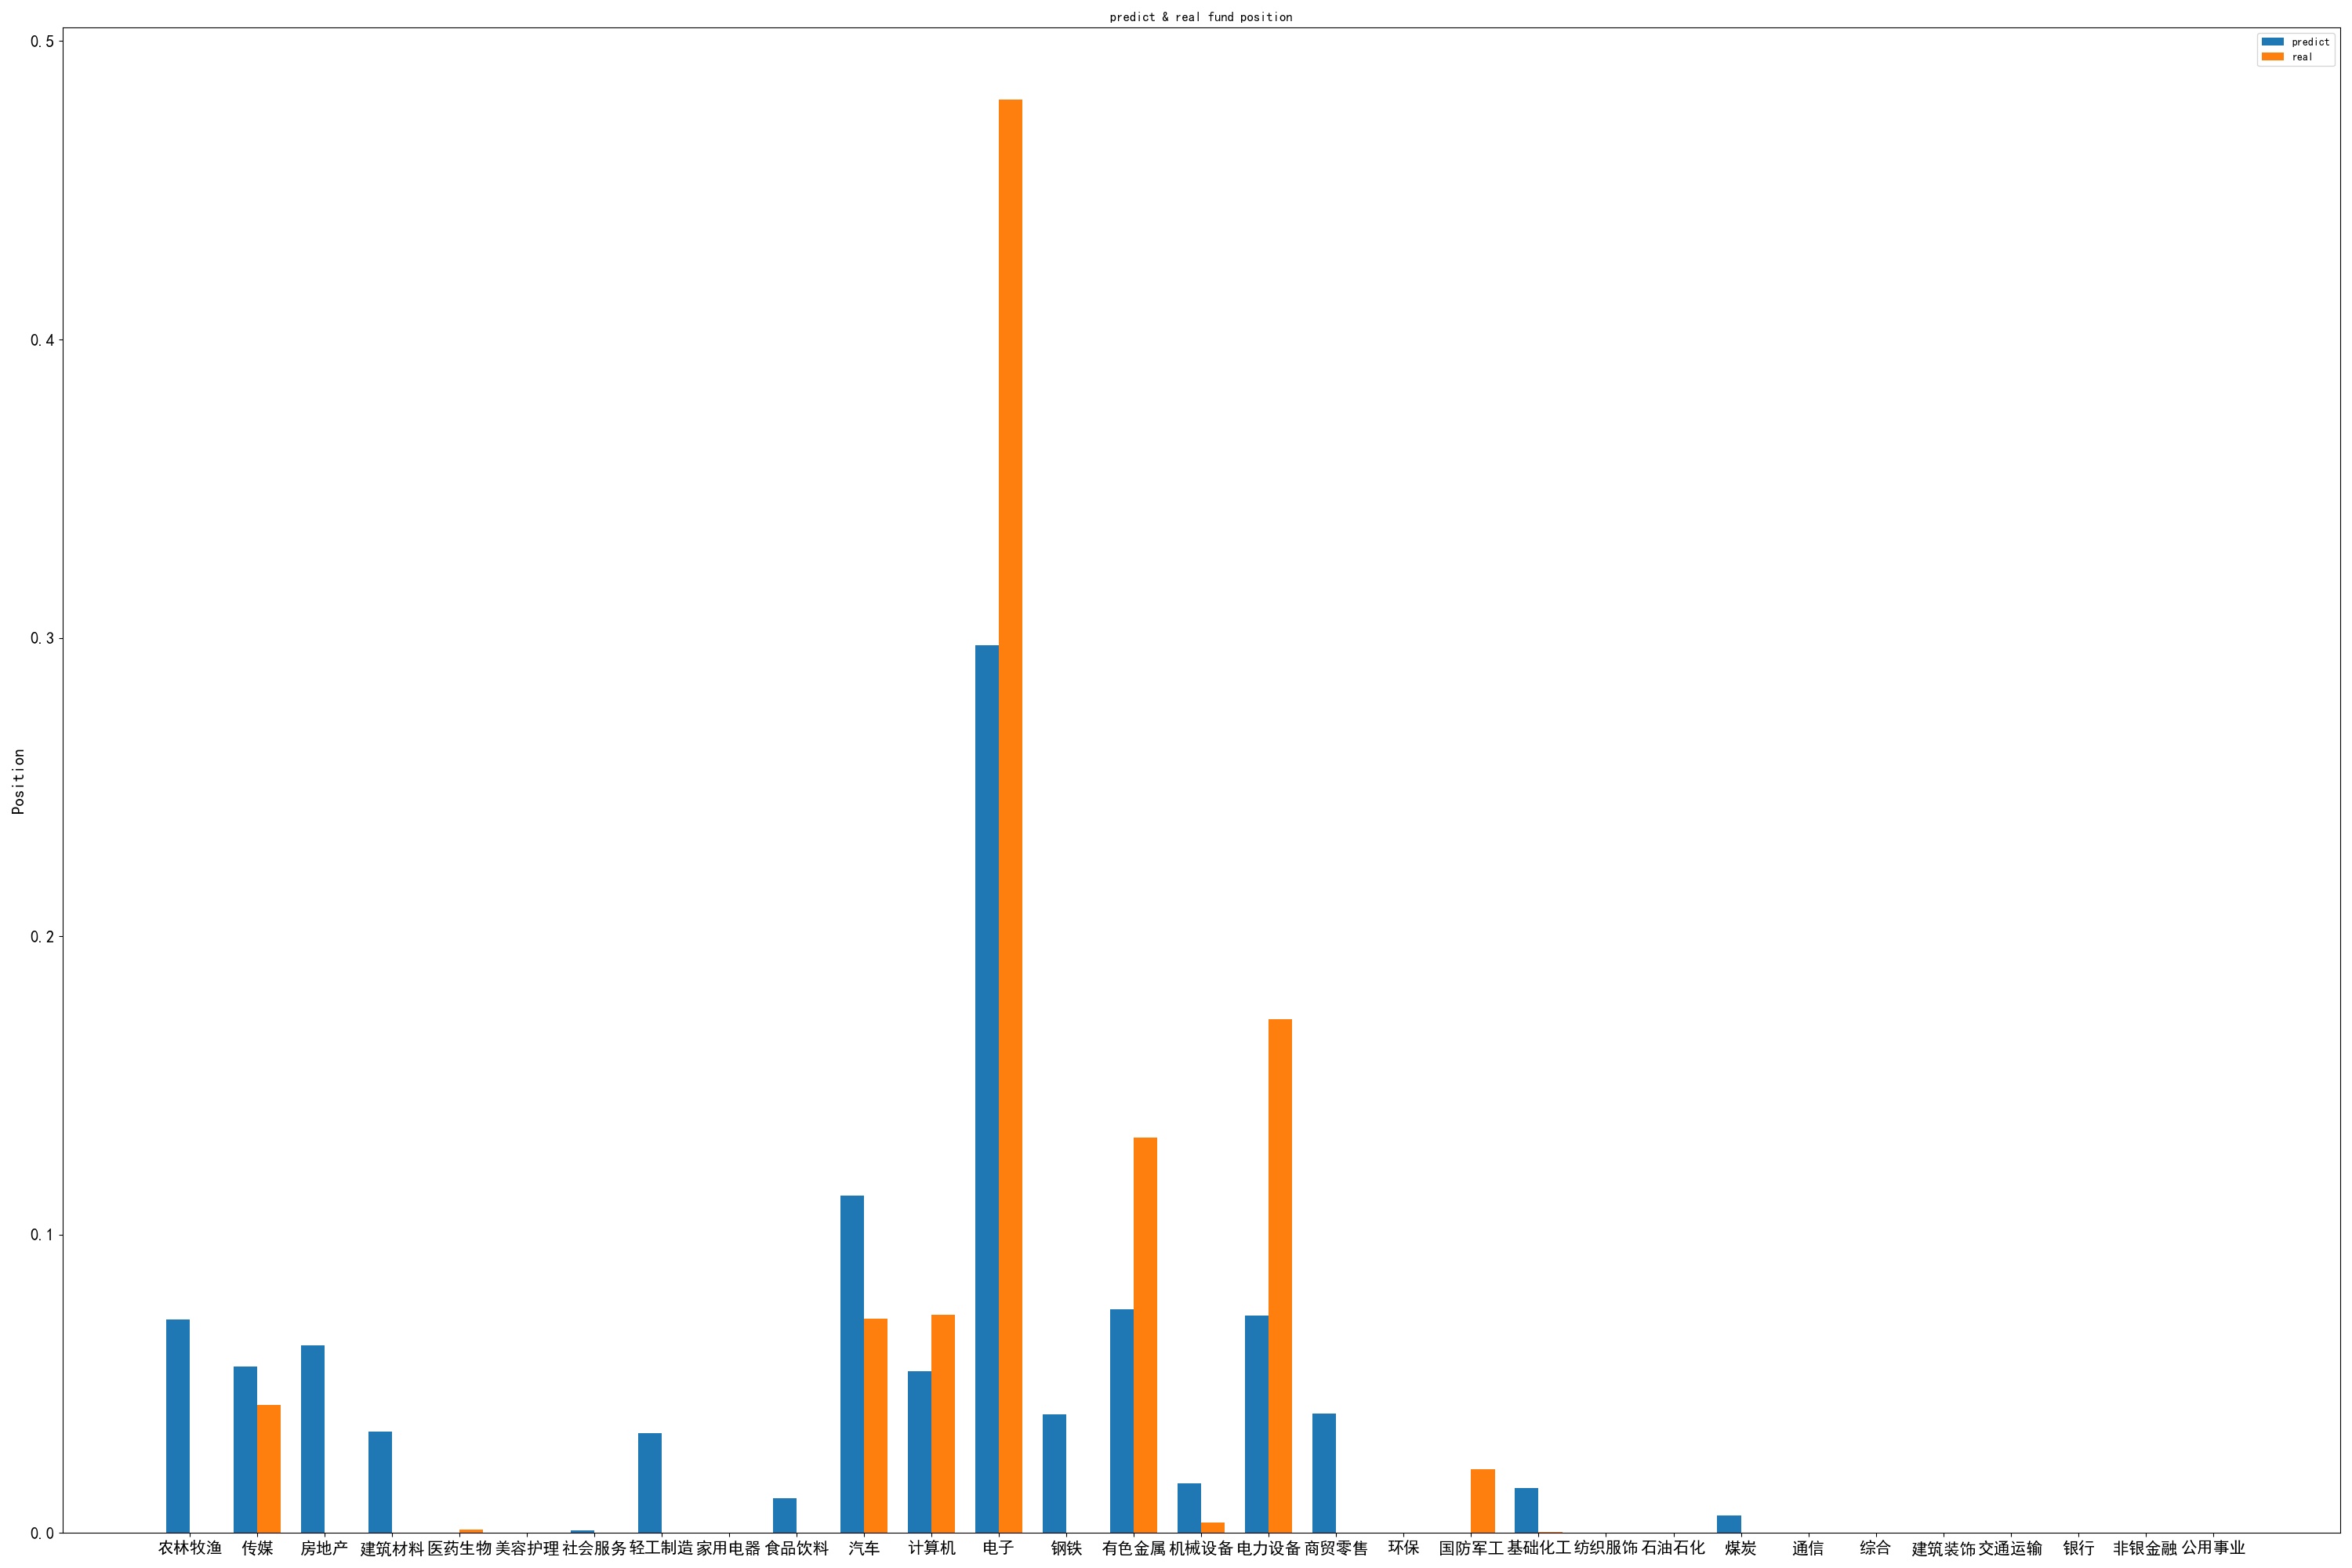 predict & real fund position
predict
real
0.5
0.4
0.3
0.2
0.1
0.0
Position
农林牧渔 传媒 房地产 建筑材料 医药生物 美容护理 社会服务 轻工制造 家用电器 食品饮料 汽车 计算机 电子 钢铁 有色金属 机械设备 电力设备 商贸零售 环保 国防军工 基础化工 纺织服饰 石油石化 煤炭 通信 综合 建筑装饰 交通运输 银行 非银金融 公用事业